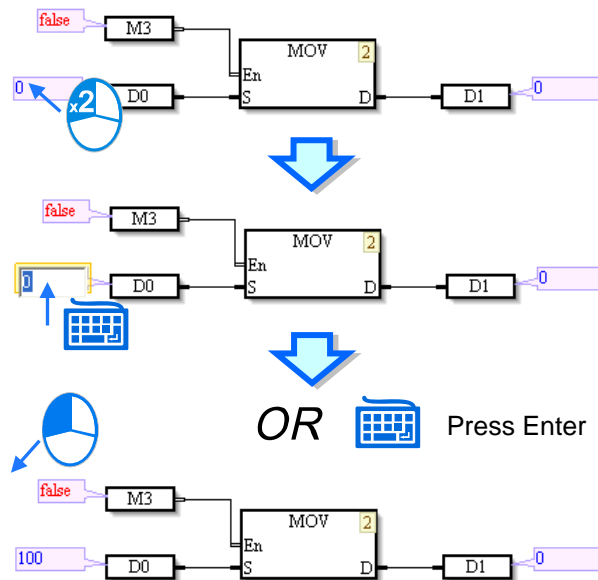 false
M3
MOV 2
En
0 x2 D0 S D D1 0
false
M3
MOV 2
En
0 D0 S D D1 0
OR Press Enter
false
M3
MOV 2
En
100 D0 S D D1 0